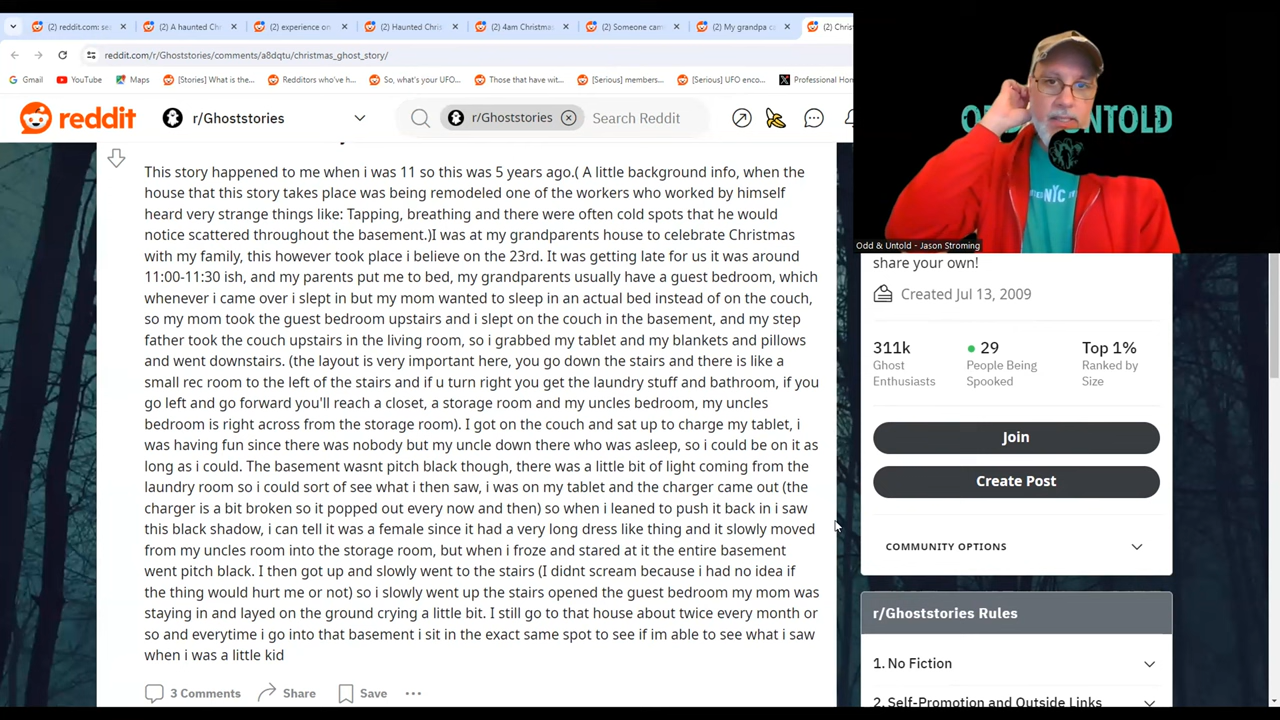 (2) reddit.com: se
(2) A haunted Ch
(2) experience on
(2) Haunted Chri
(2) 4am Christmas
(2) Someone cam
(2) My grandpa c
(2) Chris
reddit.com/r/Ghoststories/comments/a8dqtu/christmas_ghost_story/
Gmail
YouTube
Maps
[Stories] What is the...
Redditors who've h...
So, what's your UFO...
Those that have wit...
[Serious] members...
[Serious] UFO enco...
Professional Hom
reddit
r/Ghoststories
r/Ghoststories
Search Reddit
This story happened to me when i was 11 so this was 5 years ago.( A little background info, when the
house that this story takes place was being remodeled one of the workers who worked by himself
heard very strange things like: Tapping, breathing and there were often cold spots that he would
notice scattered throughout the basement.)I was at my grandparents house to celebrate Christmas
with my family, this however took place i believe on the 23rd. It was getting late for us it was around
11:00-11:30 ish, and my parents put me to bed, my grandparents usually have a guest bedroom, which
whenever i came over i slept in but my mom wanted to sleep in an actual bed instead of on the couch,
so my mom took the guest bedroom upstairs and i slept on the couch in the basement, and my step
father took the couch upstairs in the living room, so i grabbed my tablet and my blankets and pillows
and went downstairs. (the layout is very important here, you go down the stairs and there is like a
small rec room to the left of the stairs and if u turn right you get the laundry stuff and bathroom, if you
go left and go forward you'll reach a closet, a storage room and my uncles bedroom, my uncles
bedroom is right across from the storage room). I got on the couch and sat up to charge my tablet, i
was having fun since there was nobody but my uncle down there who was asleep, so i could be on it as
long as i could. The basement wasnt pitch black though, there was a little bit of light coming from the
laundry room so i could sort of see what i then saw, i was on my tablet and the charger came out (the
charger is a bit broken so it popped out every now and then) so when i leaned to push it back in i saw
this black shadow, i can tell it was a female since it had a very long dress like thing and it slowly moved
from my uncles room into the storage room, but when i froze and stared at it the entire basement
went pitch black. I then got up and slowly went to the stairs (I didnt scream because i had no idea if
the thing would hurt me or not) so i slowly went up the stairs opened the guest bedroom my mom was
staying in and layed on the ground crying a little bit. I still go to that house about twice every month or
so and everytime i go into that basement i sit in the exact same spot to see if im able to see what i saw
when i was a little kid
3 Comments
Share
Save
NYC
Odd & Untold - Jason Stroming
share your own!
Created Jul 13, 2009
311k
29
Top 1%
Ghost
Enthusiasts
People Being
Spooked
Ranked by
Size
Join
Create Post
COMMUNITY OPTIONS
r/Ghoststories Rules
1. No Fiction
2. Self-Promotion and Outside Links